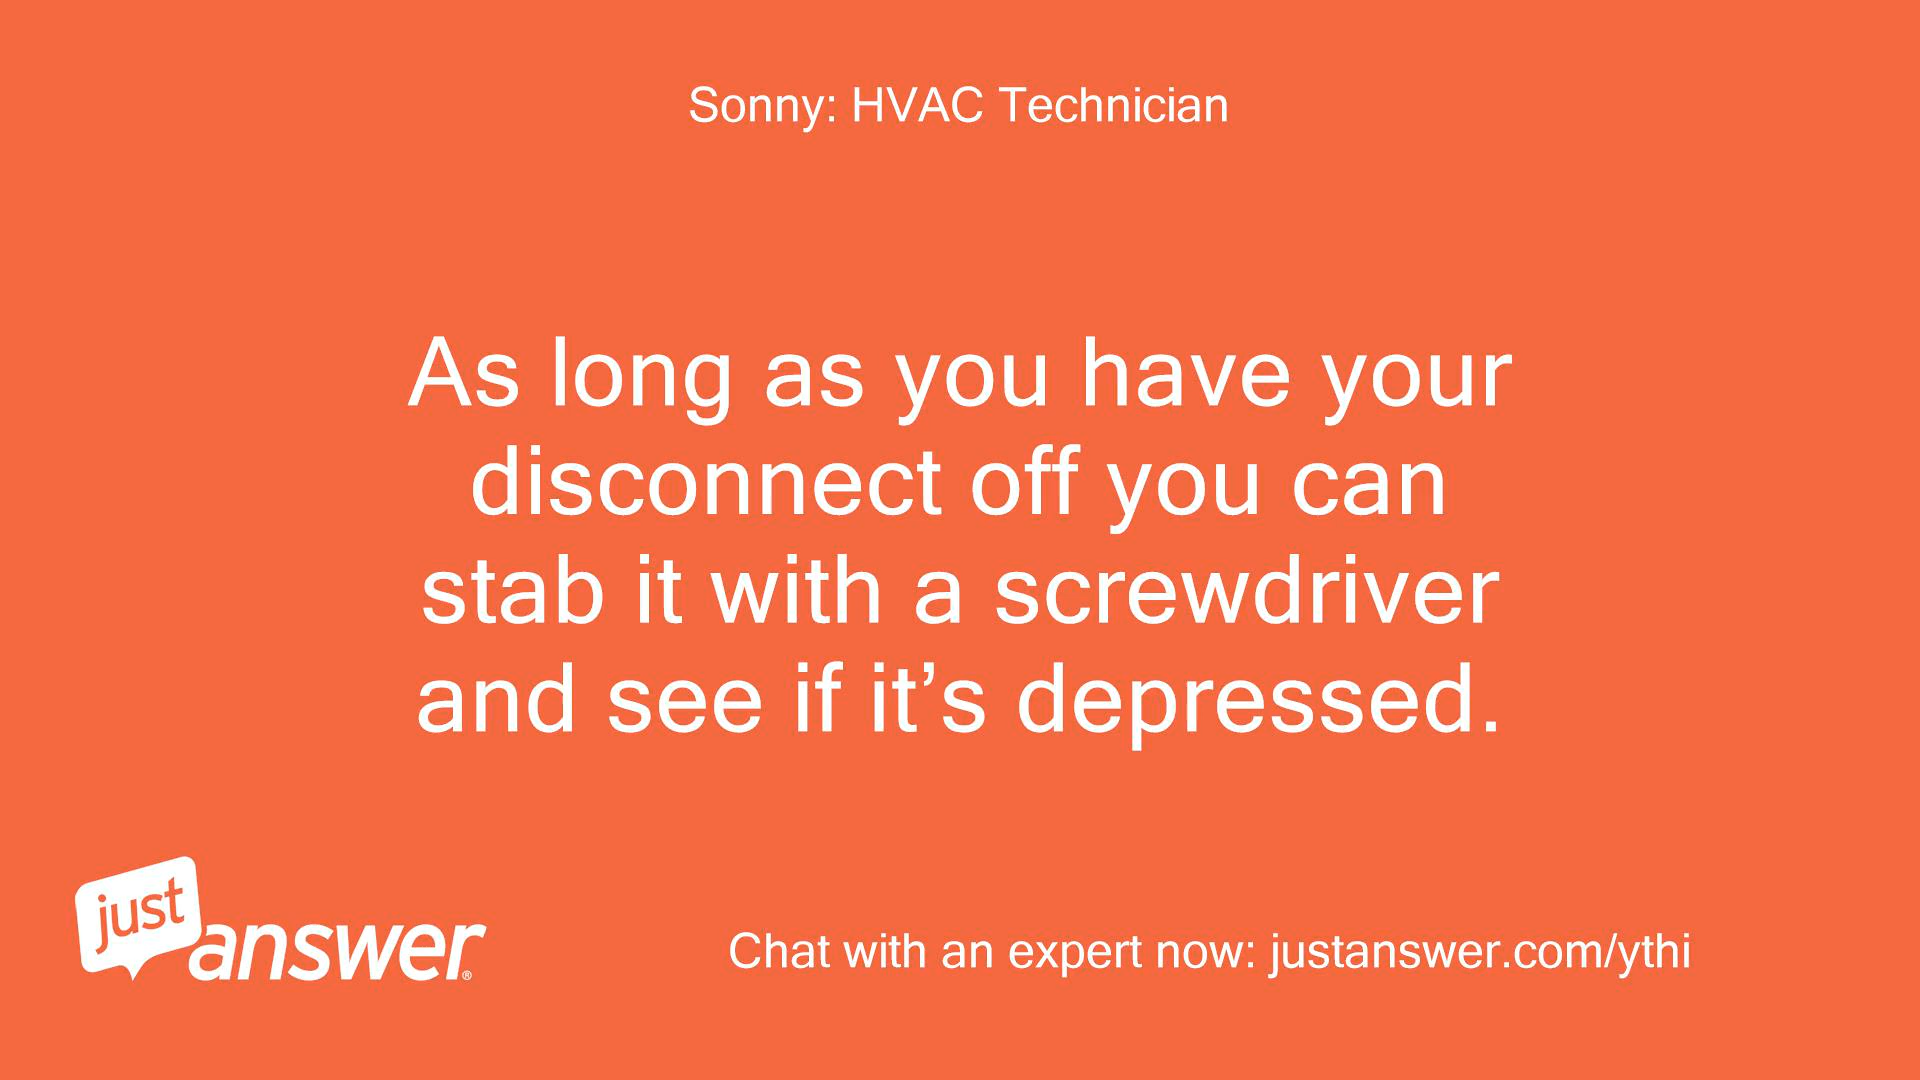 Sonny: HVAC Technician
As long as you have your
disconnect off you can
stab it with a screwdriver
and see if it’s depressed.
just
answer®
Chat with an expert now: justanswer.com/ythi